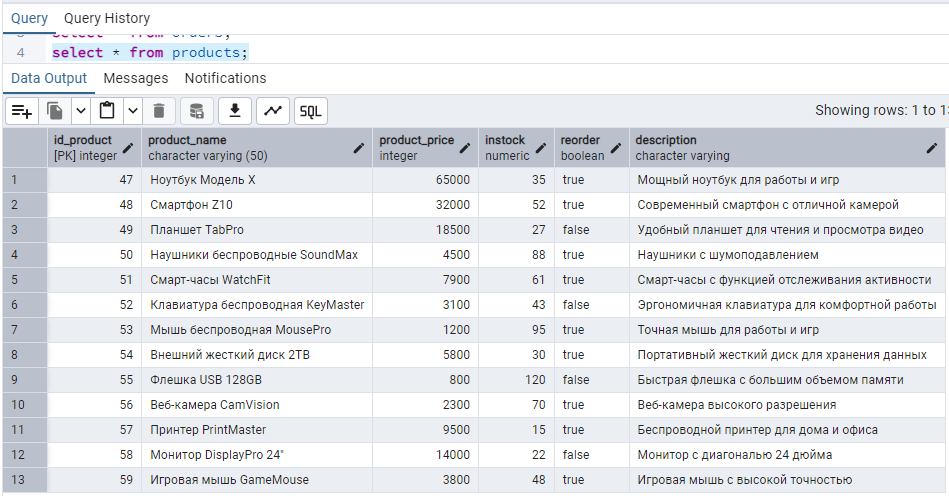 Query Query History
3 select * from orders;
4 select * from products;
Data Output Messages Notifications
SQL Showing rows: 1 to 13
id_product product_name product_price instock reorder description
[PK] integer character varying (50) integer numeric boolean character varying
1 47 Ноутбук Модель X 65000 35 true Мощный ноутбук для работы и игр
2 48 Смартфон Z10 32000 52 true Современный смартфон с отличной камерой
3 49 Планшет TabPro 18500 27 false Удобный планшет для чтения и просмотра видео
4 50 Наушники беспроводные SoundMax 4500 88 true Наушники с шумоподавлением
5 51 Смарт-часы WatchFit 7900 61 true Смарт-часы с функцией отслеживания активности
6 52 Клавиатура беспроводная KeyMaster 3100 43 false Эргономичная клавиатура для комфортной работы
7 53 Мышь беспроводная MousePro 1200 95 true Точная мышь для работы и игр
8 54 Внешний жесткий диск 2TB 5800 30 true Портативный жесткий диск для хранения данных
9 55 Флешка USB 128GB 800 120 false Быстрая флешка с большим объемом памяти
10 56 Веб-камера CamVision 2300 70 true Веб-камера высокого разрешения
11 57 Принтер PrintMaster 9500 15 true Беспроводной принтер для дома и офиса
12 58 Монитор DisplayPro 24" 14000 22 false Монитор с диагональю 24 дюйма
13 59 Игровая мышь GameMouse 3800 48 true Игровая мышь с высокой точностью